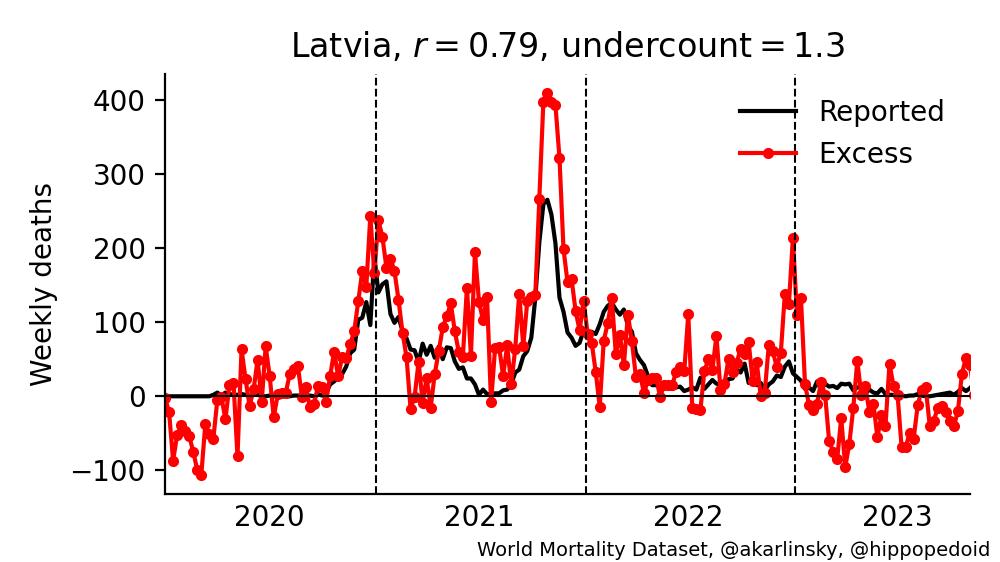 Latvia, r = 0.79, undercount = 1.3
Weekly deaths
400
300
200
100
0
−100
Reported
Excess
2020 2021 2022 2023
World Mortality Dataset, @akarlinsky, @hippopedoid